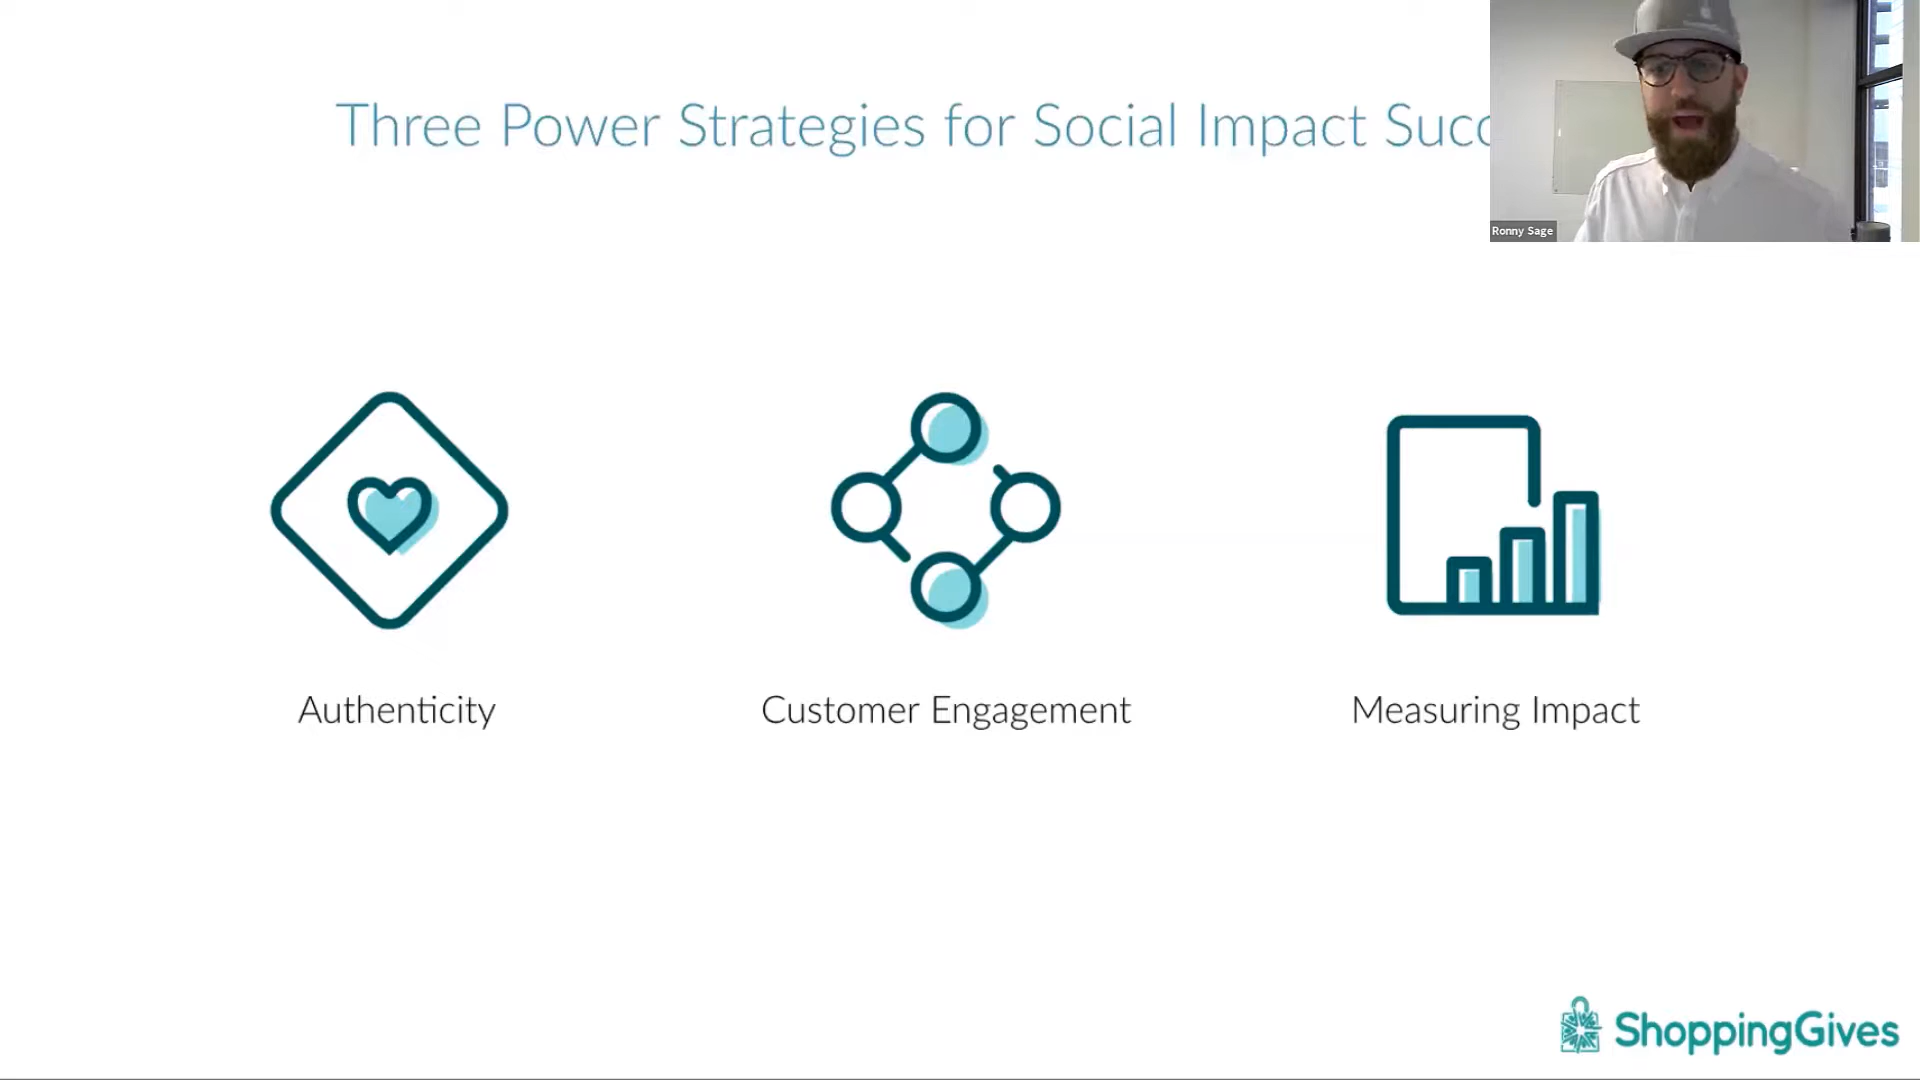 Three Power Strategies for Social Impact Succ
Ronny Sage
Authenticity
Customer Engagement
Measuring Impact
ShoppingGives